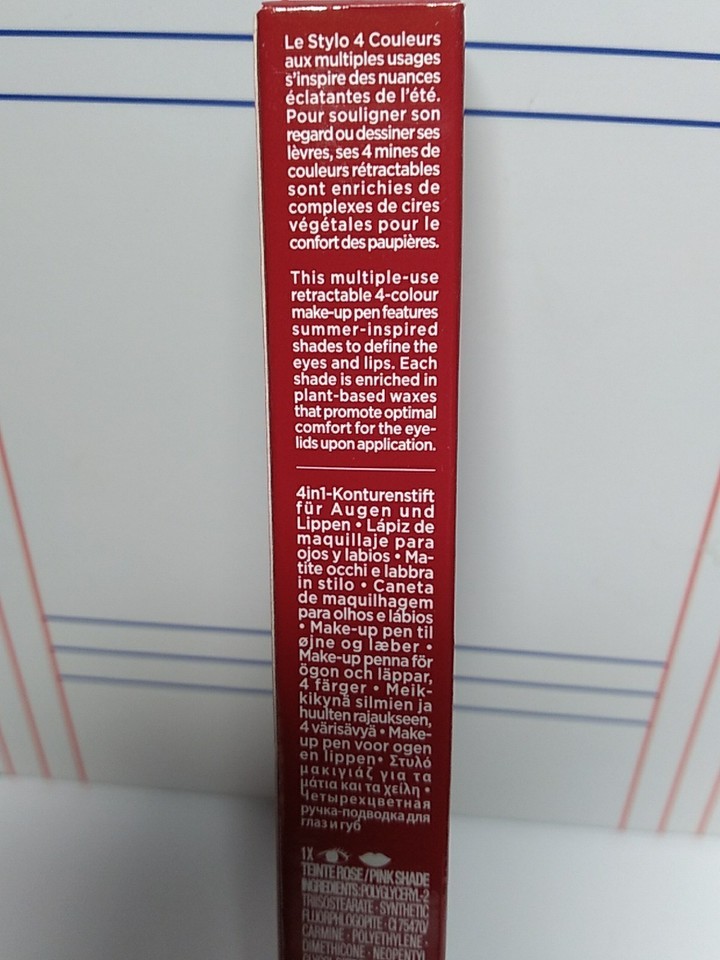 Le Stylo 4 Couleurs
aux multiples usages
s'inspire des nuances
éclatantes de l'été.
Pour souligner son
regard ou dessiner ses
lèvres, ses 4 mines de
couleurs rétractables
sont enrichies de
complexes de cires
végétales pour le
confort des paupières.
This multiple-use
retractable 4-colour
make-up pen features
summer-inspired
shades to define the
eyes and lips. Each
shade is enriched in
plant-based waxes
that promote optimal
comfort for the eye-
lids upon application.
4in1-Konturenstift
für Augen und
Lippen • Lápiz de
maquillaje para
ojos y labios • Ma-
tite occhi e labbra
in stilo • Caneta
de maquilhagem
para olhos e lábios
• Make-up pen til
øjne og læber •
Make-up penna för
ögon och läppar,
4 färger • Meik-
kikynä silmien ja
huulten rajaukseen,
4 värisävyä • Make-
up pen voor ogen
en lippen• Στυλό
μακιγιάζ για τα
μάτια και τα χείλη •
Четырехцветная
ручка-подводка для
глаз и губ
1X
TEINTE ROSE/PINK SHADE
INGREDIENTS: POLYGLYCERYL-2
TRIISOSTEARATE • SYNTHETIC
FLUORPHLOGOPITE • CI 75470/
CARMINE • POLYETHYLENE •
DIMETHICONE • NEOPENTYL